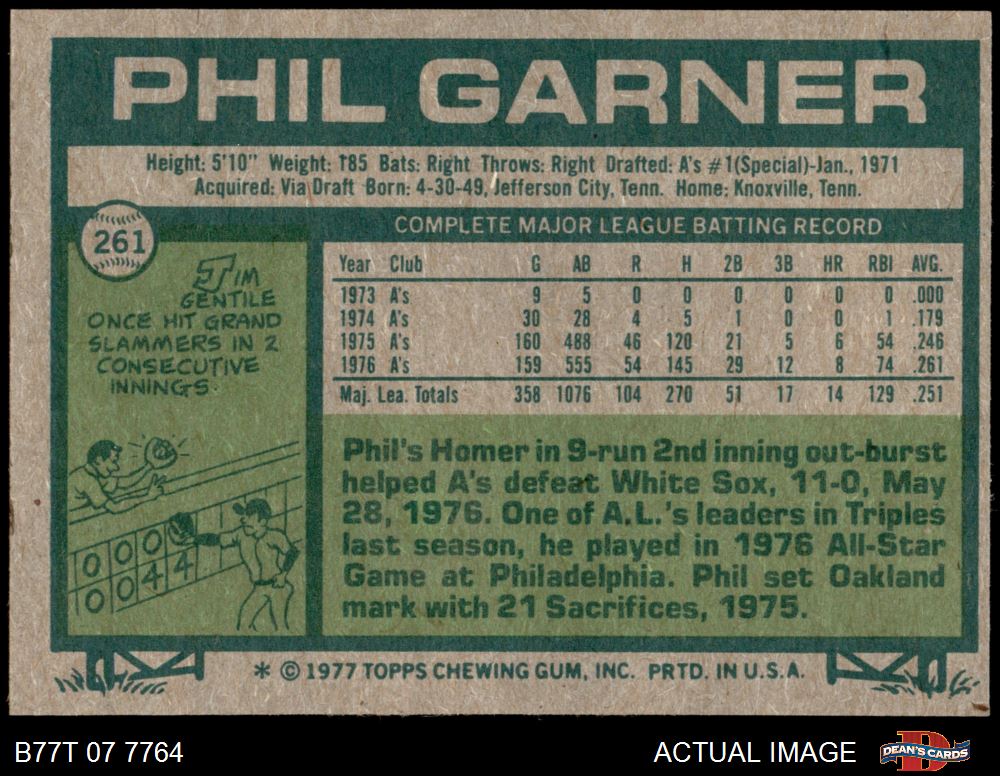 PHIL GARNER
Height: 5'10" Weight: 185 Bats: Right Throws: Right Drafted: A's #1(Special)-Jan., 1971
Acquired: Via Draft Born: 4-30-49, Jefferson City, Tenn. Home: Knoxville, Tenn.
261
JIM
GENTILE
ONCE HIT GRAND
SLAMMERS IN 2
CONSECUTIVE
INNINGS.
0 0 0
0 0 4 4
COMPLETE MAJOR LEAGUE BATTING RECORD
Year Club G AB R H 2B 3B HR RBI AVG.
1973 A's 9 5 0 0 0 0 0 0 .000
1974 A's 30 28 4 5 1 0 0 1 .179
1975 A's 160 488 46 120 21 5 6 54 .246
1976 A's 159 555 54 145 29 12 8 74 .261
Maj. Lea. Totals 358 1076 104 270 51 17 14 129 .251
Phil's Homer in 9-run 2nd inning out-burst
helped A's defeat White Sox, 11-0, May
28, 1976. One of A.L.'s leaders in Triples
last season, he played in 1976 All-Star
Game at Philadelphia. Phil set Oakland
mark with 21 Sacrifices, 1975.
* © 1977 TOPPS CHEWING GUM, INC. PRTD. IN U.S.A.
B77T 07 7764
ACTUAL IMAGE
D
DEAN'S CARDS